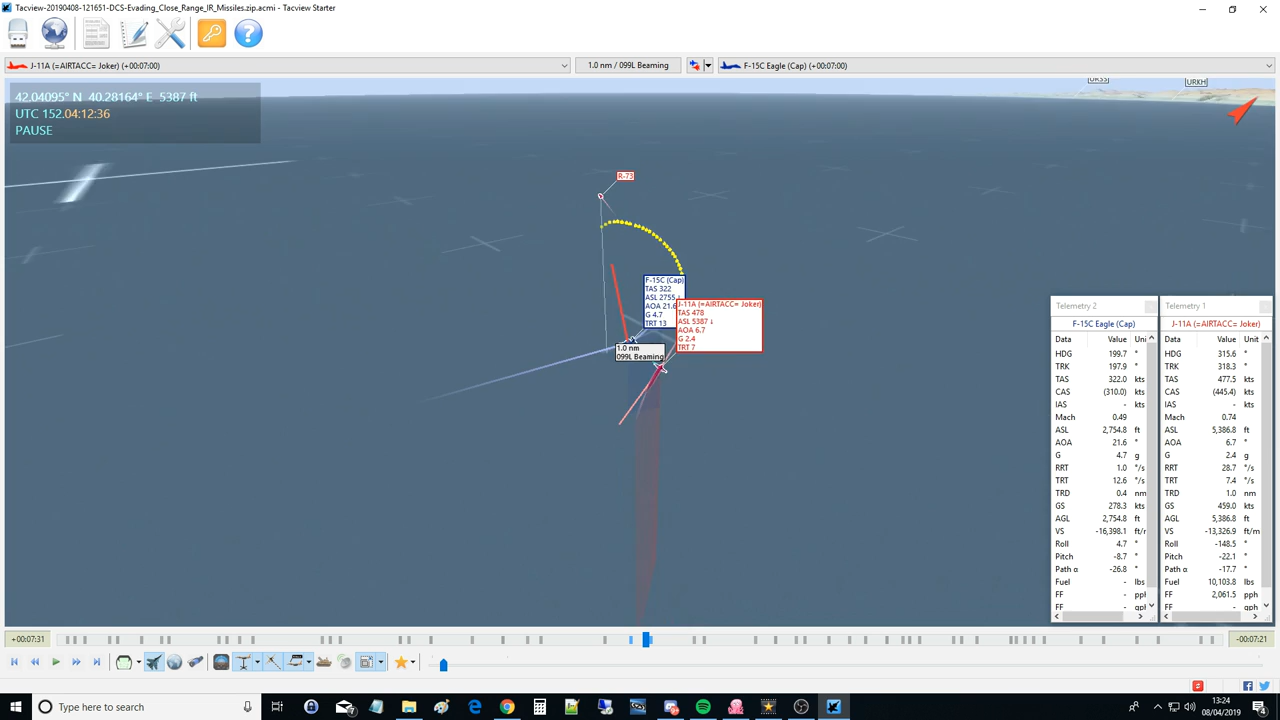 Tacview-20190408-121651-DCS-Evading_Close_Range_IR_Missiles.zip.acmi - Tacview Starter
J-11A (=AIRTACC= Joker) (+00:07:00)
1.0 nm / 099L Beaming
F-15C Eagle (Cap) (+00:07:00)
42.04095° N 40.28164° E 5387 ft
UTC 152.04:12:36
PAUSE
UKSS
URKH
R-73
F-15C (Cap)
TAS 322
ASL 2755 ↓
AOA 21.6
G 4.7
TRT 13
J-11A (=AIRTACC= Joker)
TAS 478
ASL 5387 ↓
AOA 6.7
G 2.4
TRT 7
1.0 nm
099L Beaming
Telemetry 2
F-15C Eagle (Cap)
Data Value Uni
HDG 199.7 °
TRK 197.9 °
TAS 322.0 kts
CAS (310.0) kts
IAS - kts
Mach 0.49
ASL 2,754.8 ft
AOA 21.6 °
G 4.7 g
RRT 1.0 °/s
TRT 12.6 °/s
TRD 0.4 nm
GS 278.3 kts
AGL 2,754.8 ft
VS -16,398.1 ft/r
Roll 4.7 °
Pitch -8.7 °
Path α -26.8 °
Fuel - lbs
FF - ppl
FF - gph
Telemetry 1
J-11A (=AIRTACC= Joker)
Data Value Unit
HDG 315.6 °
TRK 318.3 °
TAS 477.5 kts
CAS (445.4) kts
IAS - kts
Mach 0.74
ASL 5,386.8 ft
AOA 6.7 °
G 2.4 g
RRT 28.7 °/s
TRT 7.4 °/s
TRD 1.0 nm
GS 459.0 kts
AGL 5,386.8 ft
VS -13,326.9 ft/m
Roll -148.5 °
Pitch -22.1 °
Path α -17.7 °
Fuel 10,103.8 lbs
FF 2,061.5 pph
FF - gph
+00:07:31
-00:07:21
Type here to search
13:24
08/04/2019